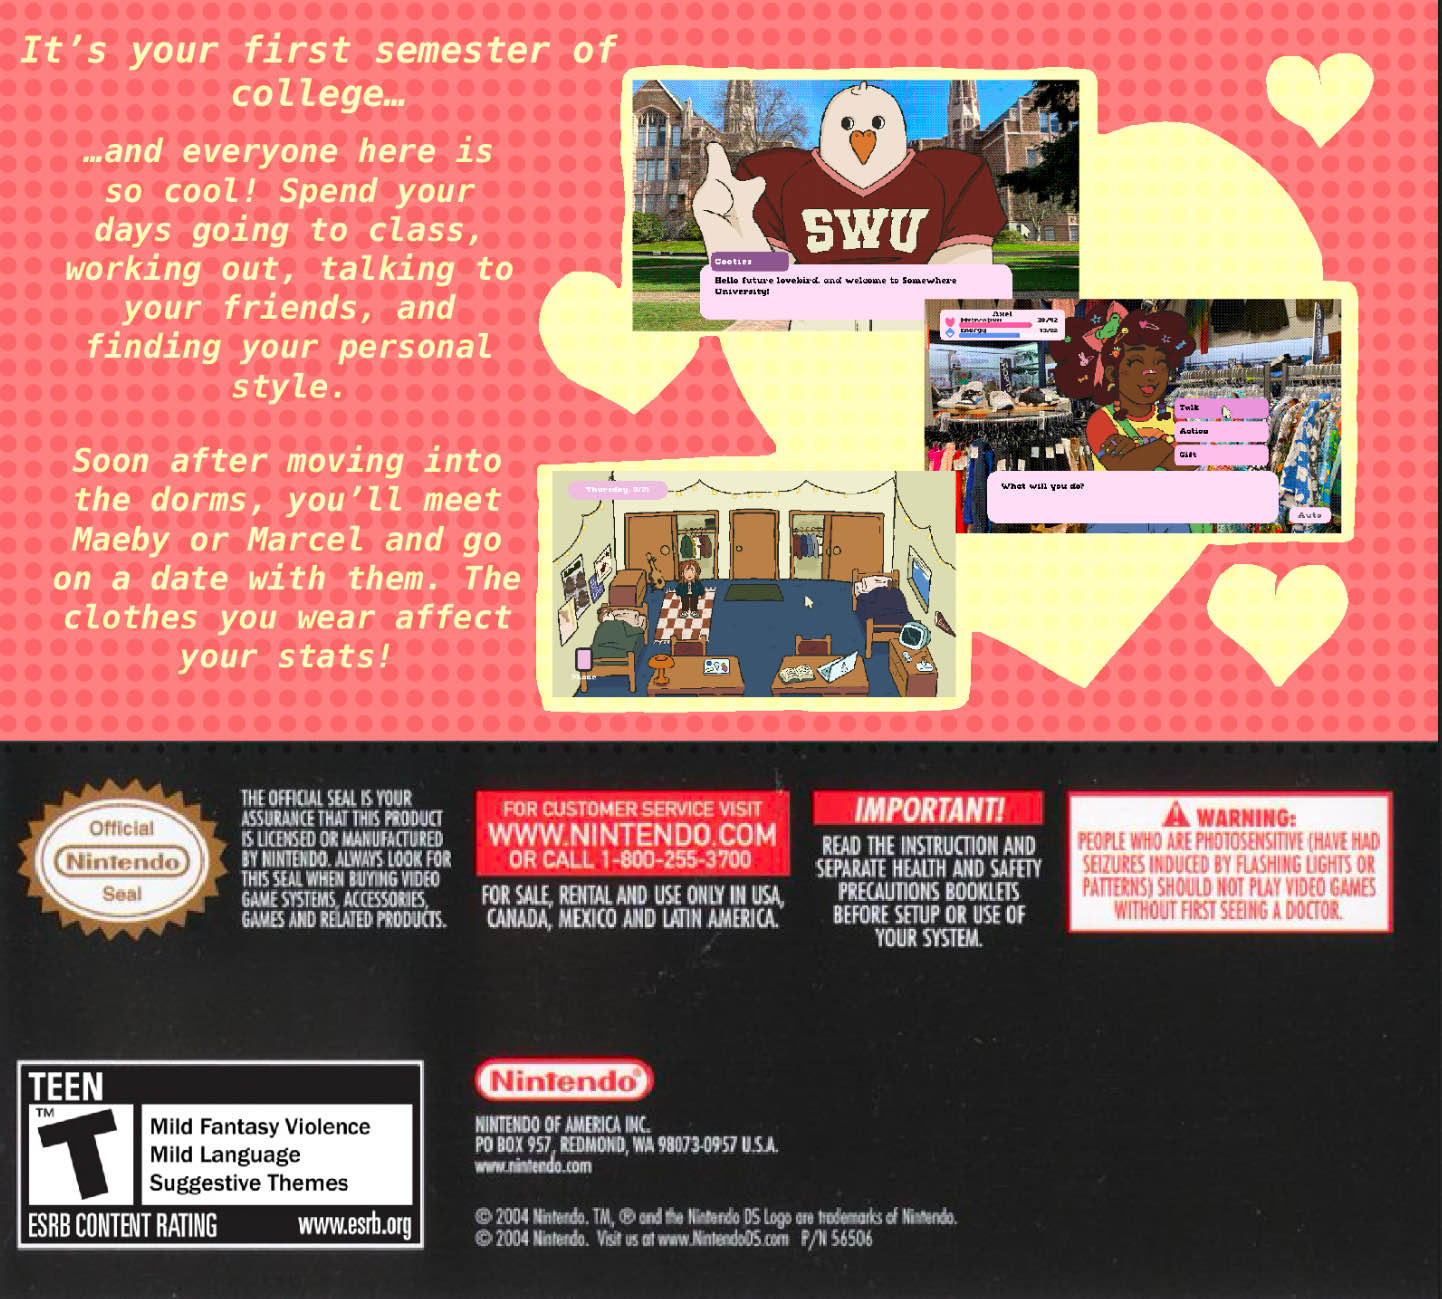 It's your first semester of
college…
…and everyone here is
so cool! Spend your
days going to class,
working out, talking to
your friends, and
finding your personal
style.
Soon after moving into
the dorms, you'll meet
Maeby or Marcel and go
on a date with them. The
clothes you wear affect
your stats!
SWU
Cooties
Hello future lovebird, and welcome to Somewhere
University!
Axel
Motivation
Energy
Talk
Action
Gift
What will you do?
Auto
Thursday, 9/21
Phone
Official
Nintendo
Seal
THE OFFICIAL SEAL IS YOUR
ASSURANCE THAT THIS PRODUCT
IS LICENSED OR MANUFACTURED
BY NINTENDO. ALWAYS LOOK FOR
THIS SEAL WHEN BUYING VIDEO
GAME SYSTEMS, ACCESSORIES,
GAMES AND RELATED PRODUCTS.
FOR CUSTOMER SERVICE VISIT
WWW.NINTENDO.COM
OR CALL 1-800-255-3700
FOR SALE, RENTAL AND USE ONLY IN USA,
CANADA, MEXICO AND LATIN AMERICA.
IMPORTANT!
READ THE INSTRUCTION AND
SEPARATE HEALTH AND SAFETY
PRECAUTIONS BOOKLETS
BEFORE SETUP OR USE OF
YOUR SYSTEM.
WARNING:
PEOPLE WHO ARE PHOTOSENSITIVE (HAVE HAD
SEIZURES INDUCED BY FLASHING LIGHTS OR
PATTERNS) SHOULD NOT PLAY VIDEO GAMES
WITHOUT FIRST SEEING A DOCTOR.
TEEN
TM
T
Mild Fantasy Violence
Mild Language
Suggestive Themes
ESRB CONTENT RATING www.esrb.org
Nintendo®
NINTENDO OF AMERICA INC.
PO BOX 957, REDMOND, WA 98073-0957 U.S.A.
www.nintendo.com
© 2004 Nintendo. TM, ® and the Nintendo DS Logo are trademarks of Nintendo.
© 2004 Nintendo. Visit us at www.NintendoDS.com P/N 56506